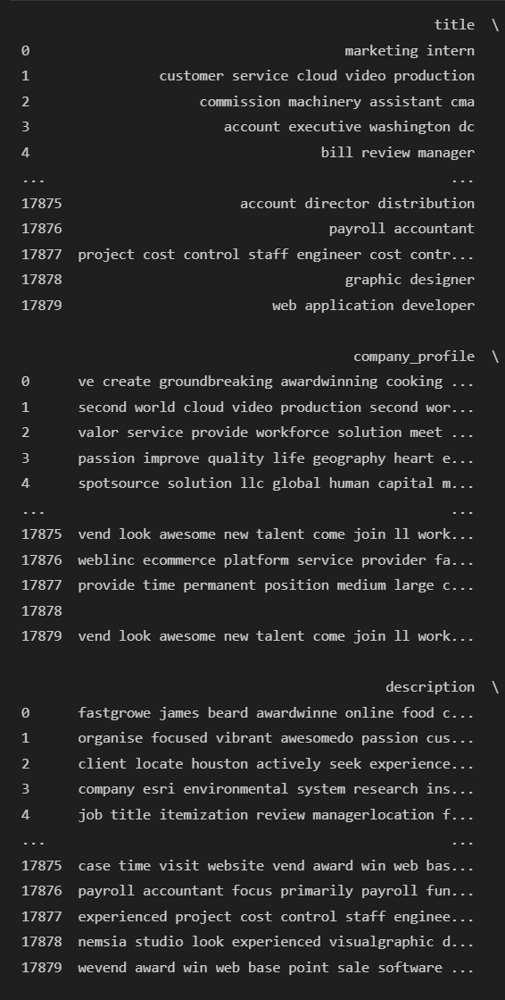 title \
0 marketing intern
1 customer service cloud video production
2 commission machinery assistant cma
3 account executive washington dc
4 bill review manager
... ...
17875 account director distribution
17876 payroll accountant
17877 project cost control staff engineer cost contr...
17878 graphic designer
17879 web application developer
company_profile \
0 ve create groundbreaking awardwinning cooking ...
1 second world cloud video production second wor...
2 valor service provide workforce solution meet ...
3 passion improve quality life geography heart e...
4 spotsource solution llc global human capital m...
... ...
17875 vend look awesome new talent come join ll work...
17876 weblinc ecommerce platform service provider fa...
17877 provide time permanent position medium large c...
17878
17879 vend look awesome new talent come join ll work...
description \
0 fastgrowe james beard awardwinne online food c...
1 organise focused vibrant awesomedo passion cus...
2 client locate houston actively seek experience...
3 company esri environmental system research ins...
4 job title itemization review managerlocation f...
... ...
17875 case time visit website vend award win web bas...
17876 payroll accountant focus primarily payroll fun...
17877 experienced project cost control staff enginee...
17878 nemsia studio look experienced visualgraphic d...
17879 wevend award win web base point sale software ...